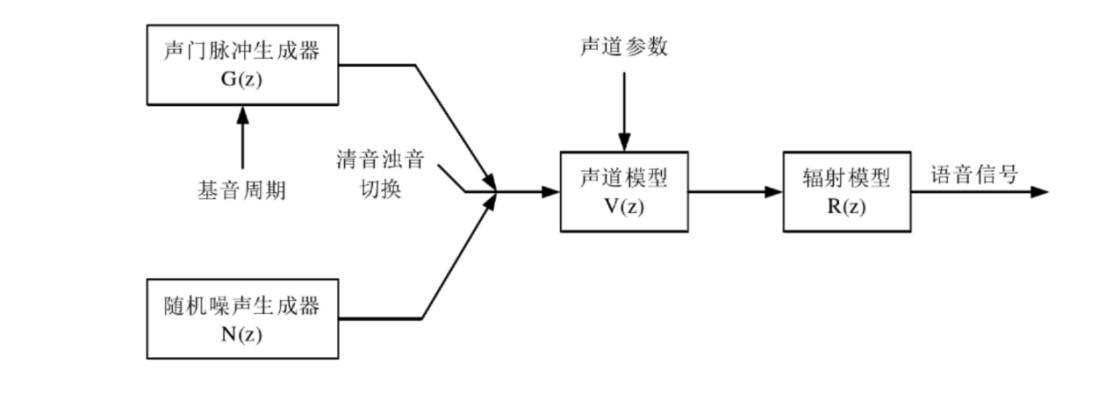 声门脉冲生成器
G(z)
基音周期
清音浊音
切换
随机噪声生成器
N(z)
声道参数
声道模型
V(z)
辐射模型
R(z)
语音信号